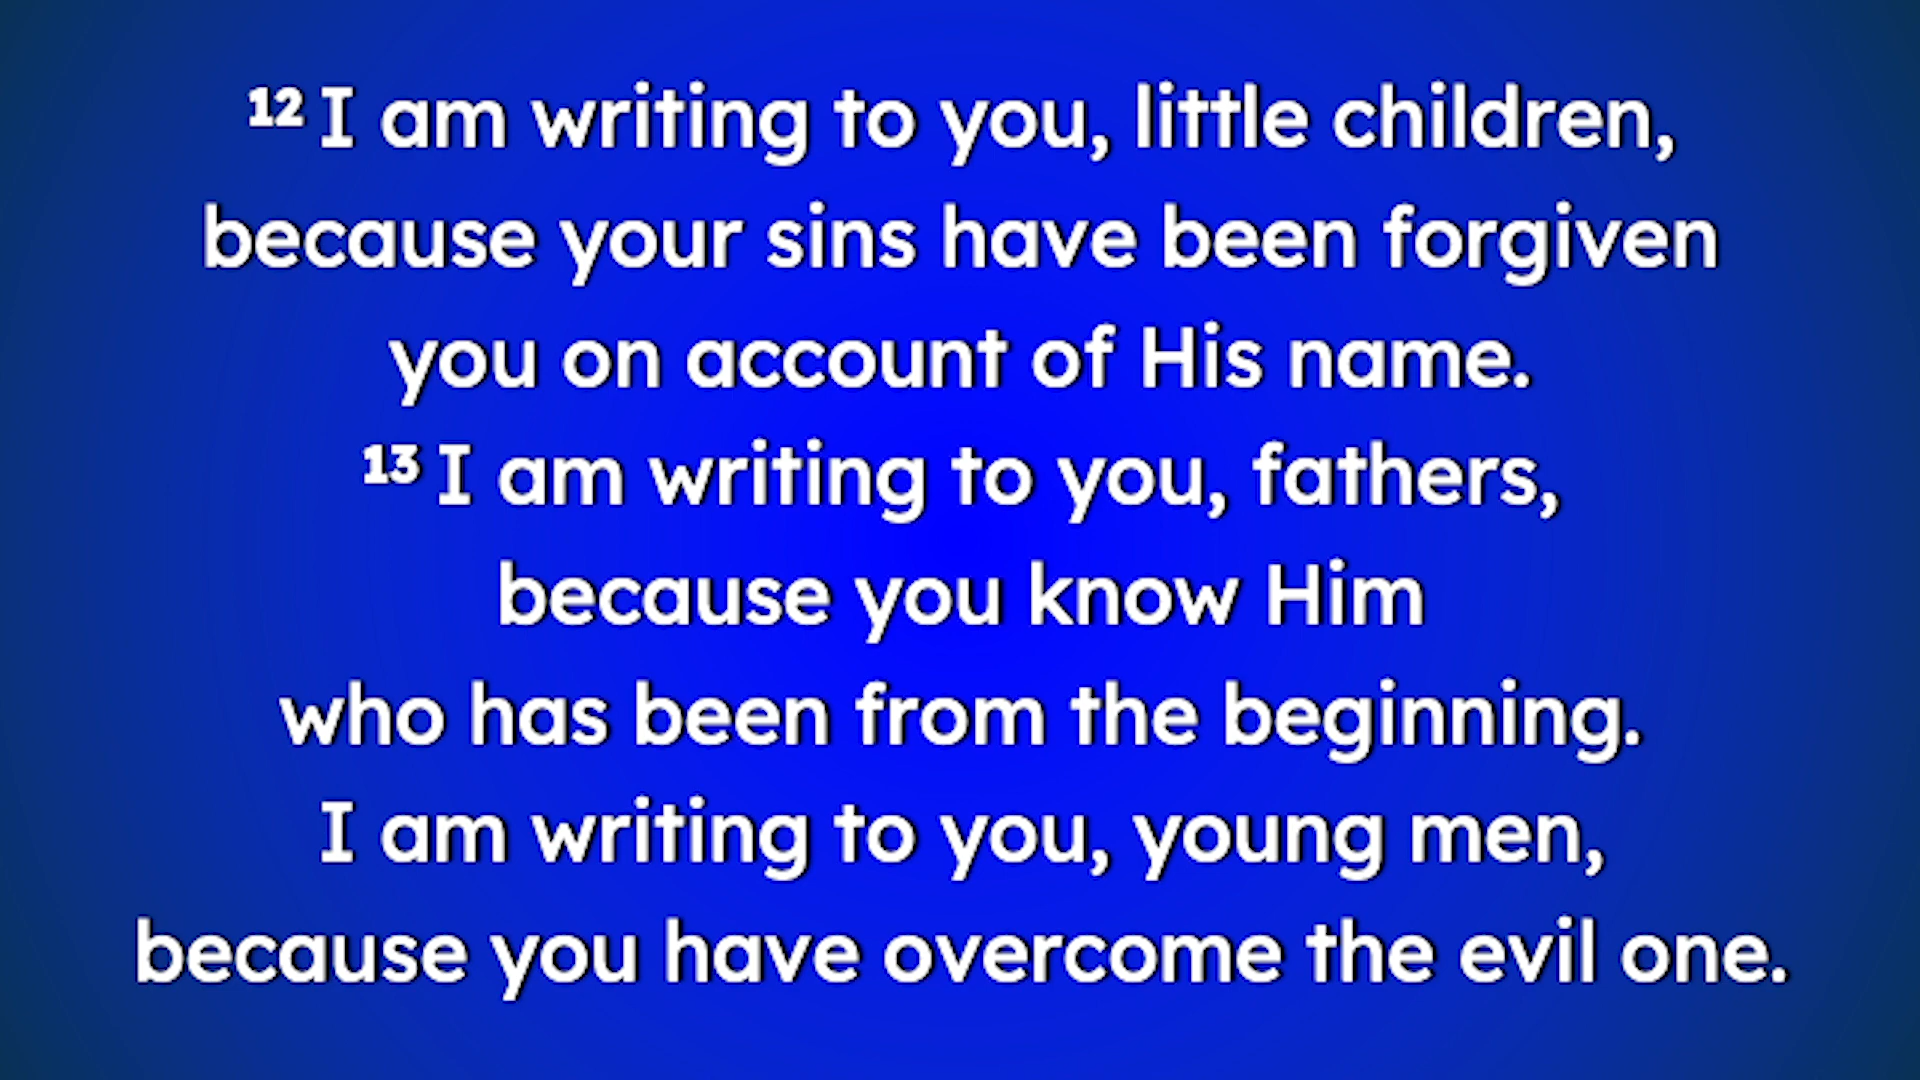 12 I am writing to you, little children,
because your sins have been forgiven
you on account of His name.
13 I am writing to you, fathers,
because you know Him
who has been from the beginning.
I am writing to you, young men,
because you have overcome the evil one.